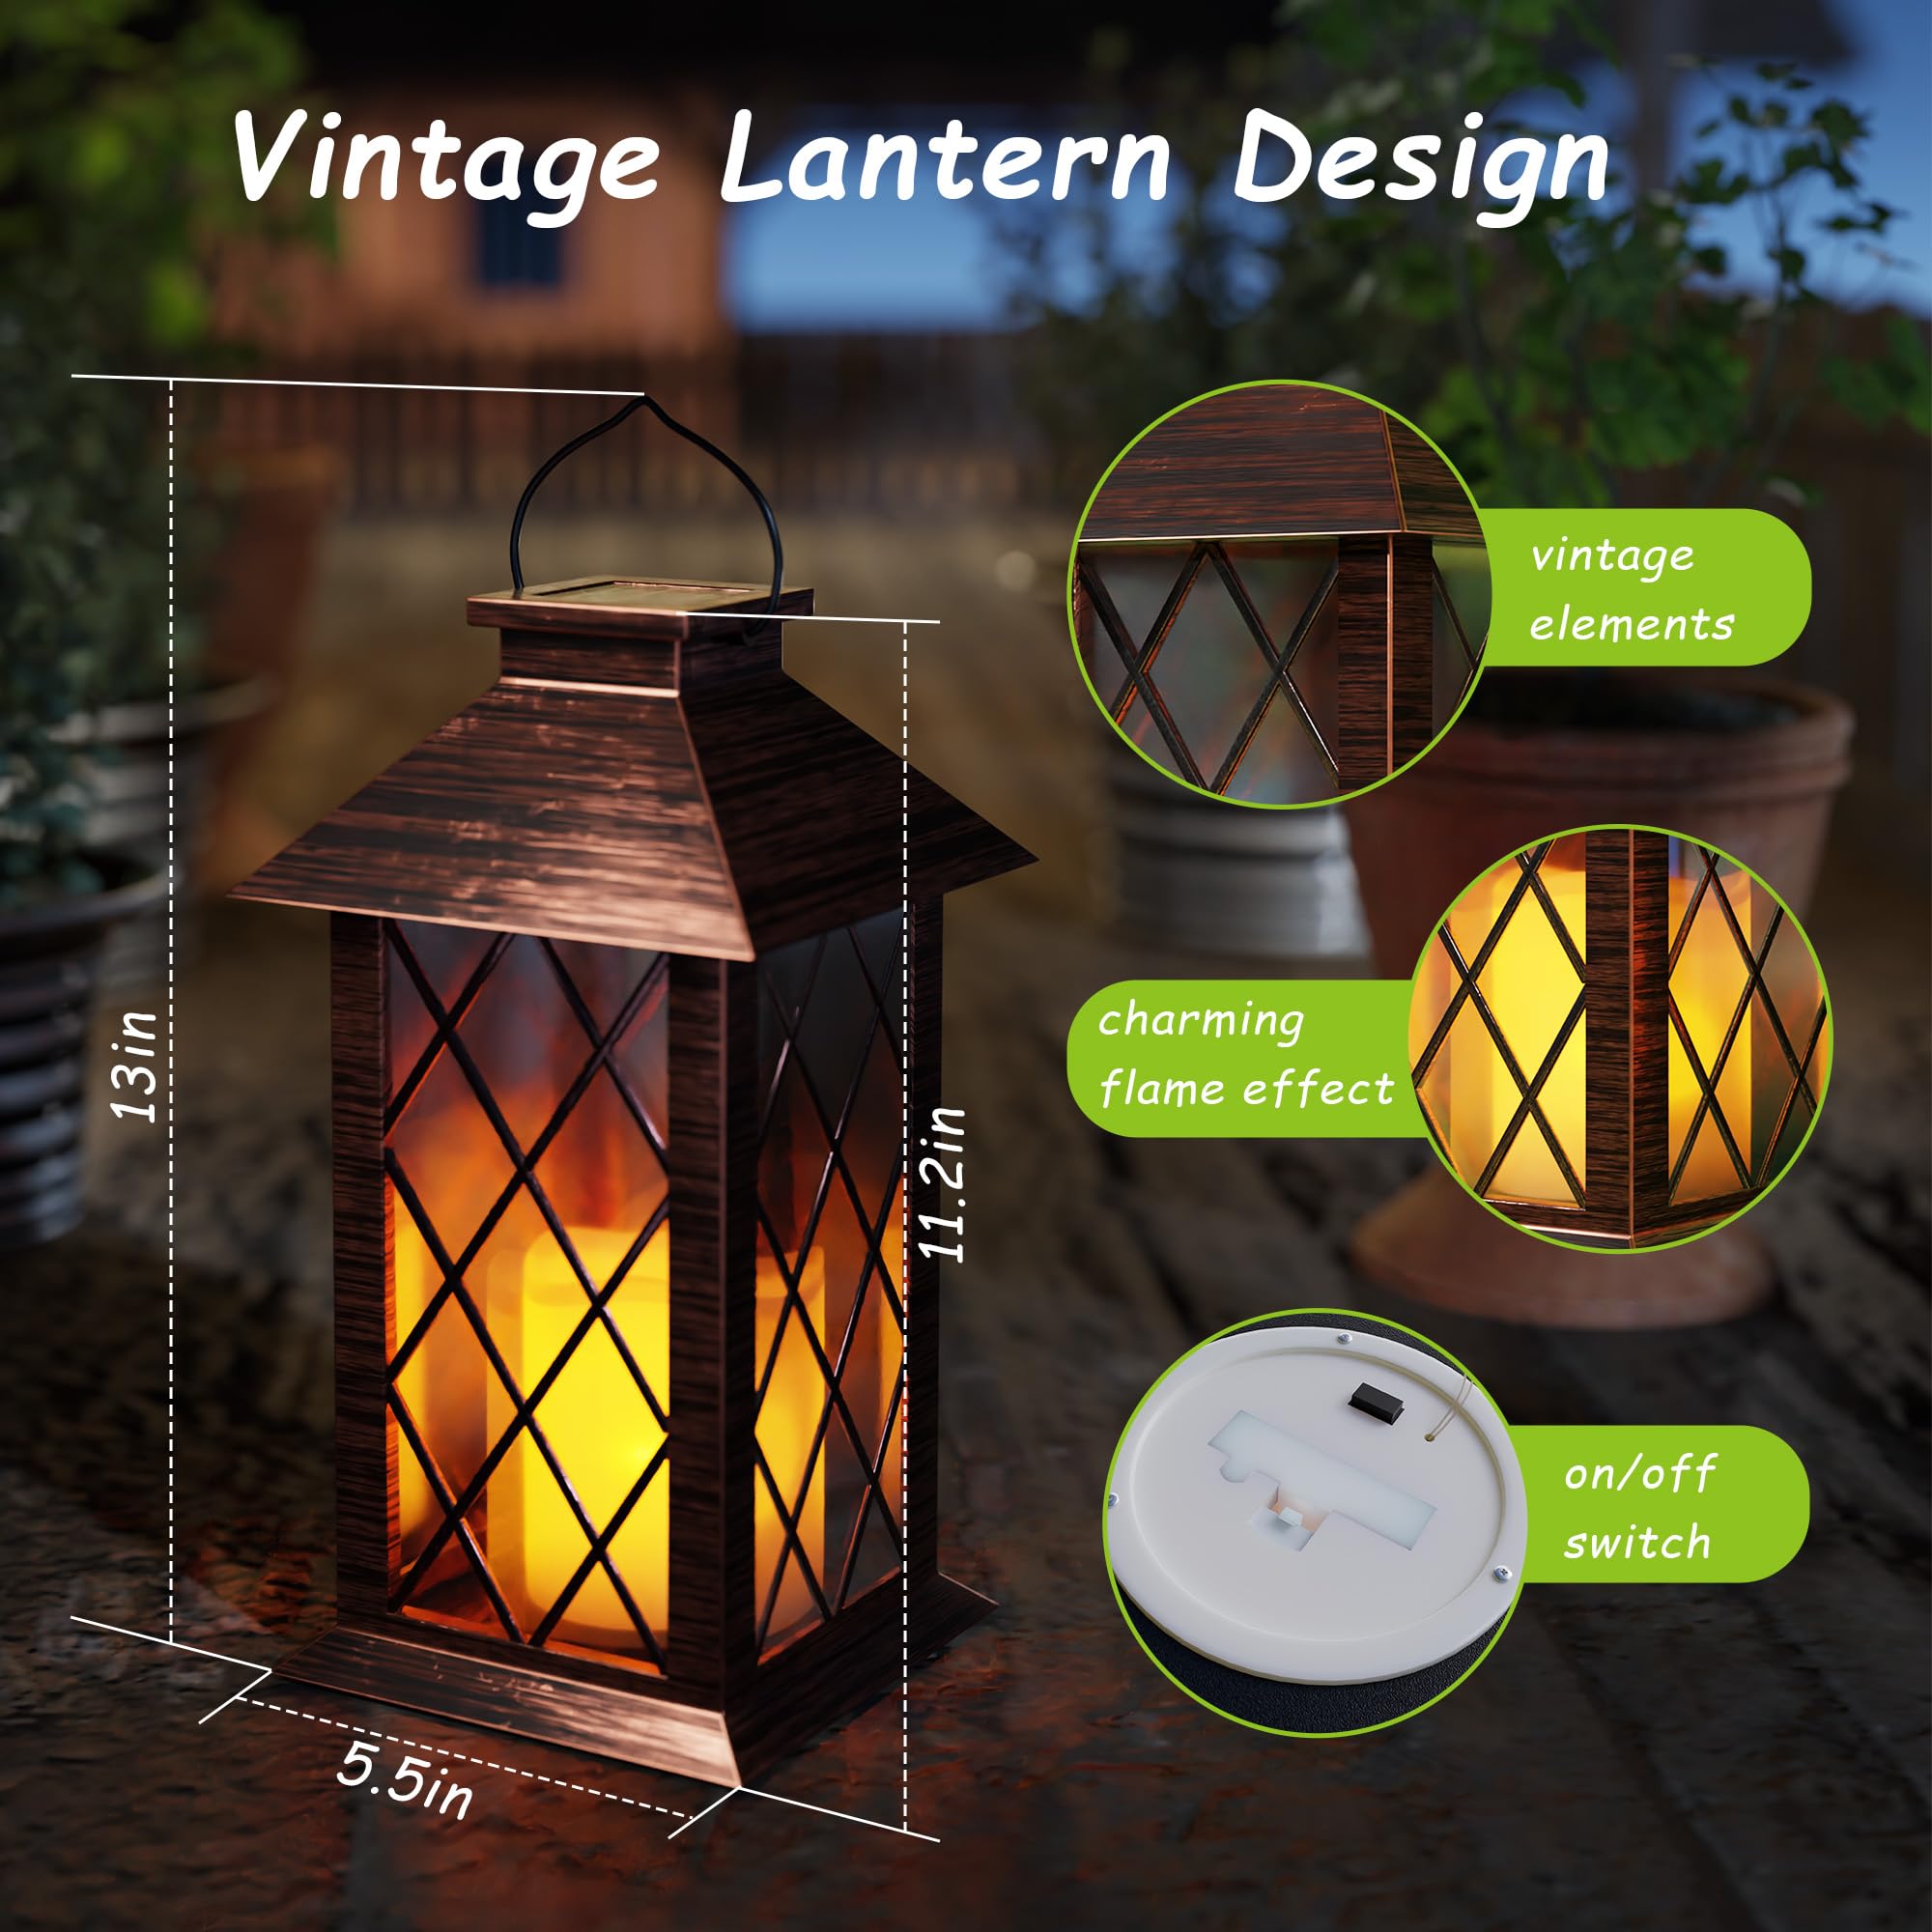 Vintage Lantern Design
vintage
elements
13in
charming
flame effect
11.2in
on/off
switch
5.5in